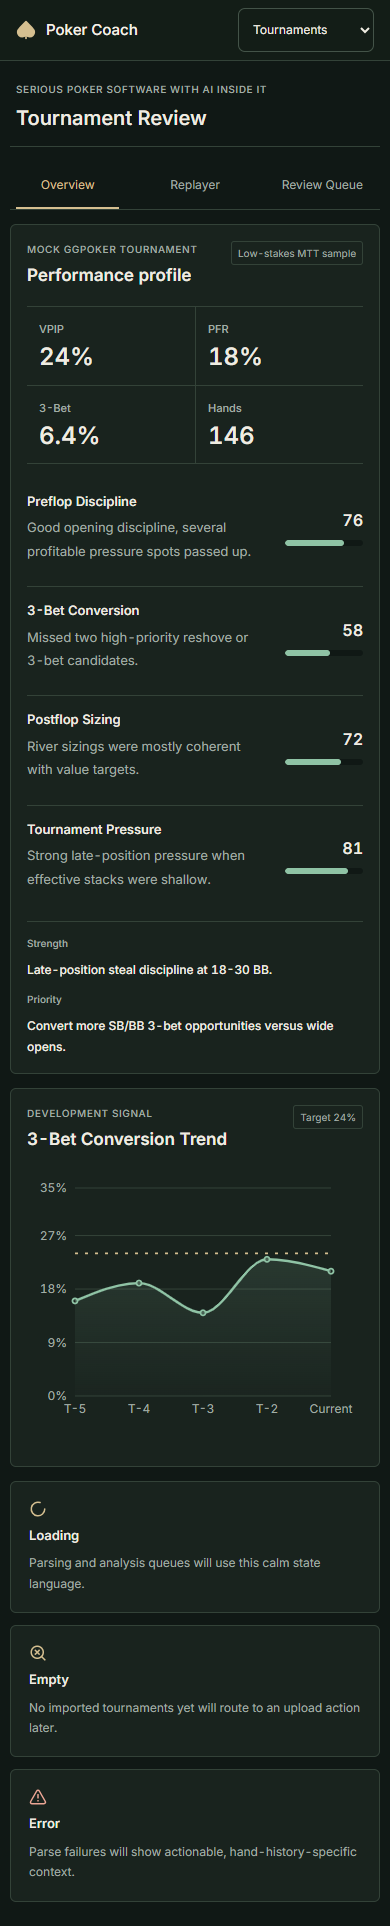 Poker Coach
Tournaments
SERIOUS POKER SOFTWARE WITH AI INSIDE IT
Tournament Review
Overview
Replayer
Review Queue
MOCK GGPOKER TOURNAMENT
Low-stakes MTT sample
Performance profile
VPIP
24%
PFR
18%
3-Bet
6.4%
Hands
146
Preflop Discipline
Good opening discipline, several
profitable pressure spots passed up.
76
3-Bet Conversion
Missed two high-priority reshove or
3-bet candidates.
58
Postflop Sizing
River sizings were mostly coherent
with value targets.
72
Tournament Pressure
Strong late-position pressure when
effective stacks were shallow.
81
Strength
Late-position steal discipline at 18-30 BB.
Priority
Convert more SB/BB 3-bet opportunities versus wide
opens.
DEVELOPMENT SIGNAL
Target 24%
3-Bet Conversion Trend
35%
27%
18%
9%
0%
T-5
T-4
T-3
T-2
Current
Loading
Parsing and analysis queues will use this calm state
language.
Empty
No imported tournaments yet will route to an upload action
later.
Error
Parse failures will show actionable, hand-history-specific
context.